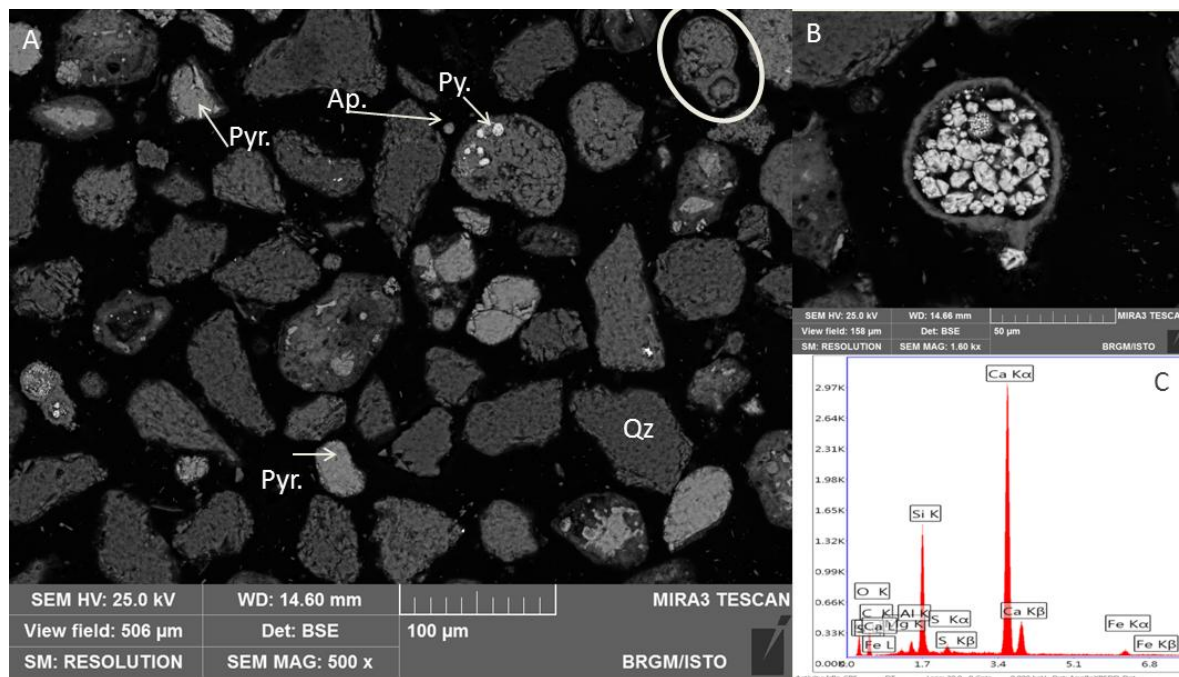 A
Pyr.
Ap.
Py.
Qz
Pyr.
SEM HV: 25.0 kV WD: 14.60 mm MIRA3 TESCAN
View field: 506 µm Det: BSE 100 µm
SM: RESOLUTION SEM MAG: 500 x BRGM/ISTO
B
SEM HV: 25.0 kV WD: 14.66 mm MIRA3 TESCAN
View field: 158 µm Det: BSE 50 µm
SM: RESOLUTION SEM MAG: 1.60 kx BRGM/ISTO
C
Ca Kα
2.97K
2.64K
2.31K
1.98K
1.65K
Si K
1.32K
0.99K
O K
0.66K
C K Al K S Kα Ca Kβ Fe Kα
Ca L Mg K
0.33K
Fe L S Kβ Fe Kβ
0.00K
0.0 1.7 3.4 5.1 6.8